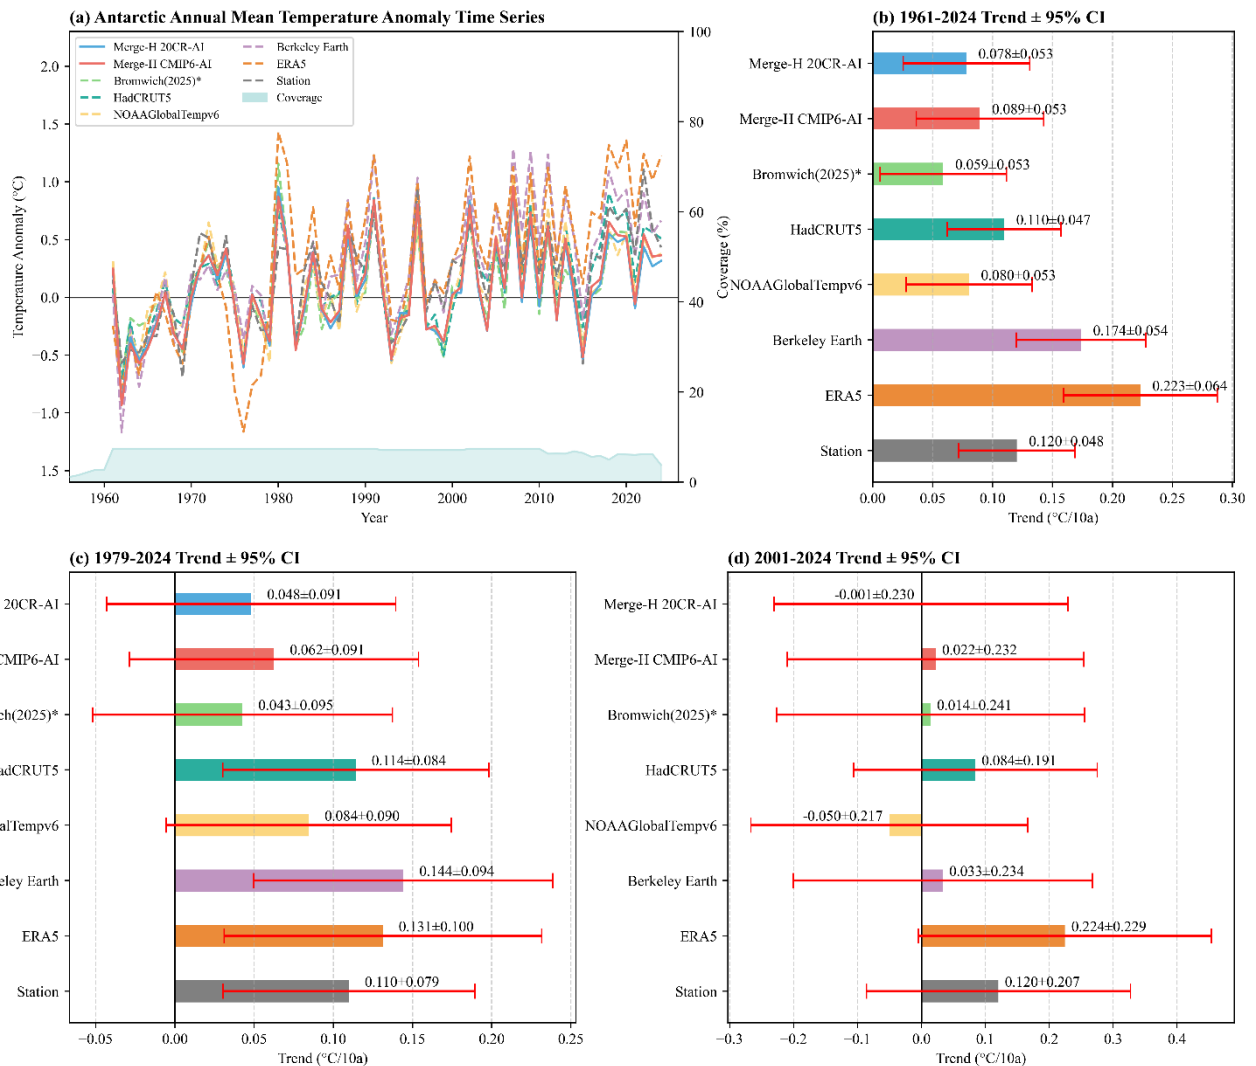 (a) Antarctic Annual Mean Temperature Anomaly Time Series
Merge-H 20CR-AI
Merge-II CMIP6-AI
Bromwich(2025)*
HadCRUT5
NOAAGlobalTempv6
Berkeley Earth
ERA5
Station
Coverage
Temperature Anomaly (°C)
2.0
1.5
1.0
0.5
0.0
−0.5
−1.0
1.5
100
80
60
40
20
0
Coverage (%)
1960 1970 1980 1990 2000 2010 2020
Year
(b) 1961-2024 Trend ± 95% CI
Merge-H 20CR-AI 0.078±0.053
Merge-II CMIP6-AI 0.089±0.053
Bromwich(2025)* 0.059±0.053
HadCRUT5 0.110±0.047
NOAAGlobalTempv6 0.080±0.053
Berkeley Earth 0.174±0.054
ERA5 0.223±0.064
Station 0.120±0.048
0.00 0.05 0.10 0.15 0.20 0.25 0.30
Trend (°C/10a)
(c) 1979-2024 Trend ± 95% CI
20CR-AI 0.048±0.091
CMIP6-AI 0.062±0.091
ch(2025)* 0.043±0.095
adCRUT5 0.114±0.084
alTempv6 0.084±0.090
eley Earth 0.144±0.094
ERA5 0.131±0.100
Station 0.110±0.079
−0.05 0.00 0.05 0.10 0.15 0.20 0.25
Trend (°C/10a)
(d) 2001-2024 Trend ± 95% CI
Merge-H 20CR-AI -0.001±0.230
Merge-II CMIP6-AI 0.022±0.232
Bromwich(2025)* 0.014±0.241
HadCRUT5 0.084±0.191
NOAAGlobalTempv6 -0.050±0.217
Berkeley Earth 0.033±0.234
ERA5 0.224±0.229
Station 0.120±0.207
−0.3 −0.2 −0.1 0.0 0.1 0.2 0.3 0.4
Trend (°C/10a)